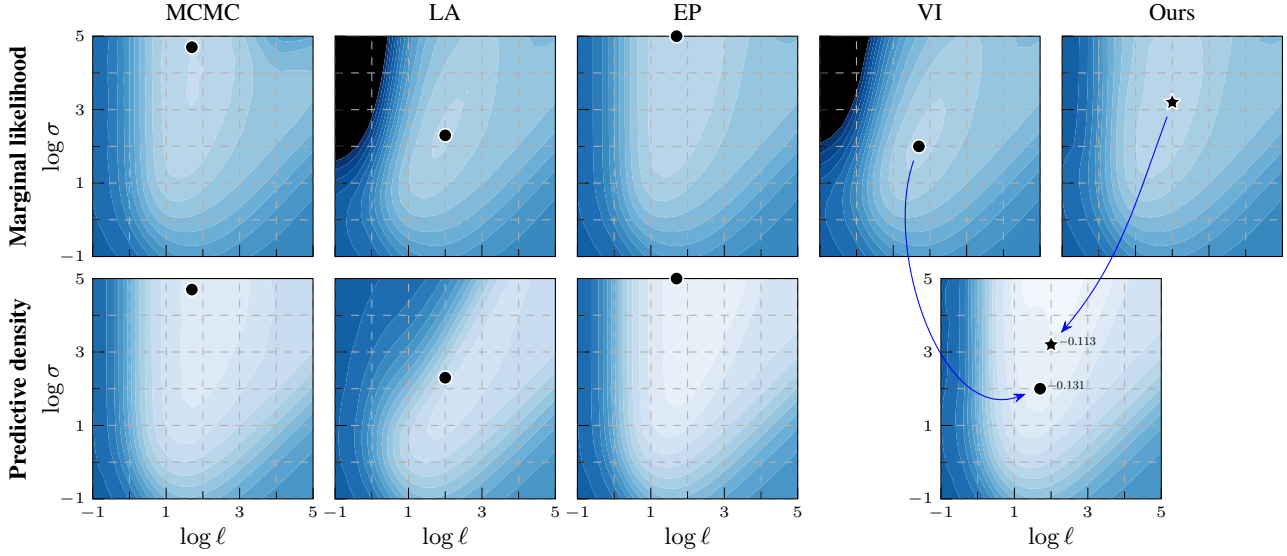 MCMC LA EP VI Ours
Marginal likelihood
log σ
5
3
1
−1
Predictive density
log σ
5
3
1
−1
5
3
1
−1
−0.113
−0.131
−1 1 3 5 −1 1 3 5 −1 1 3 5 −1 1 3 5
log ℓ log ℓ log ℓ log ℓ